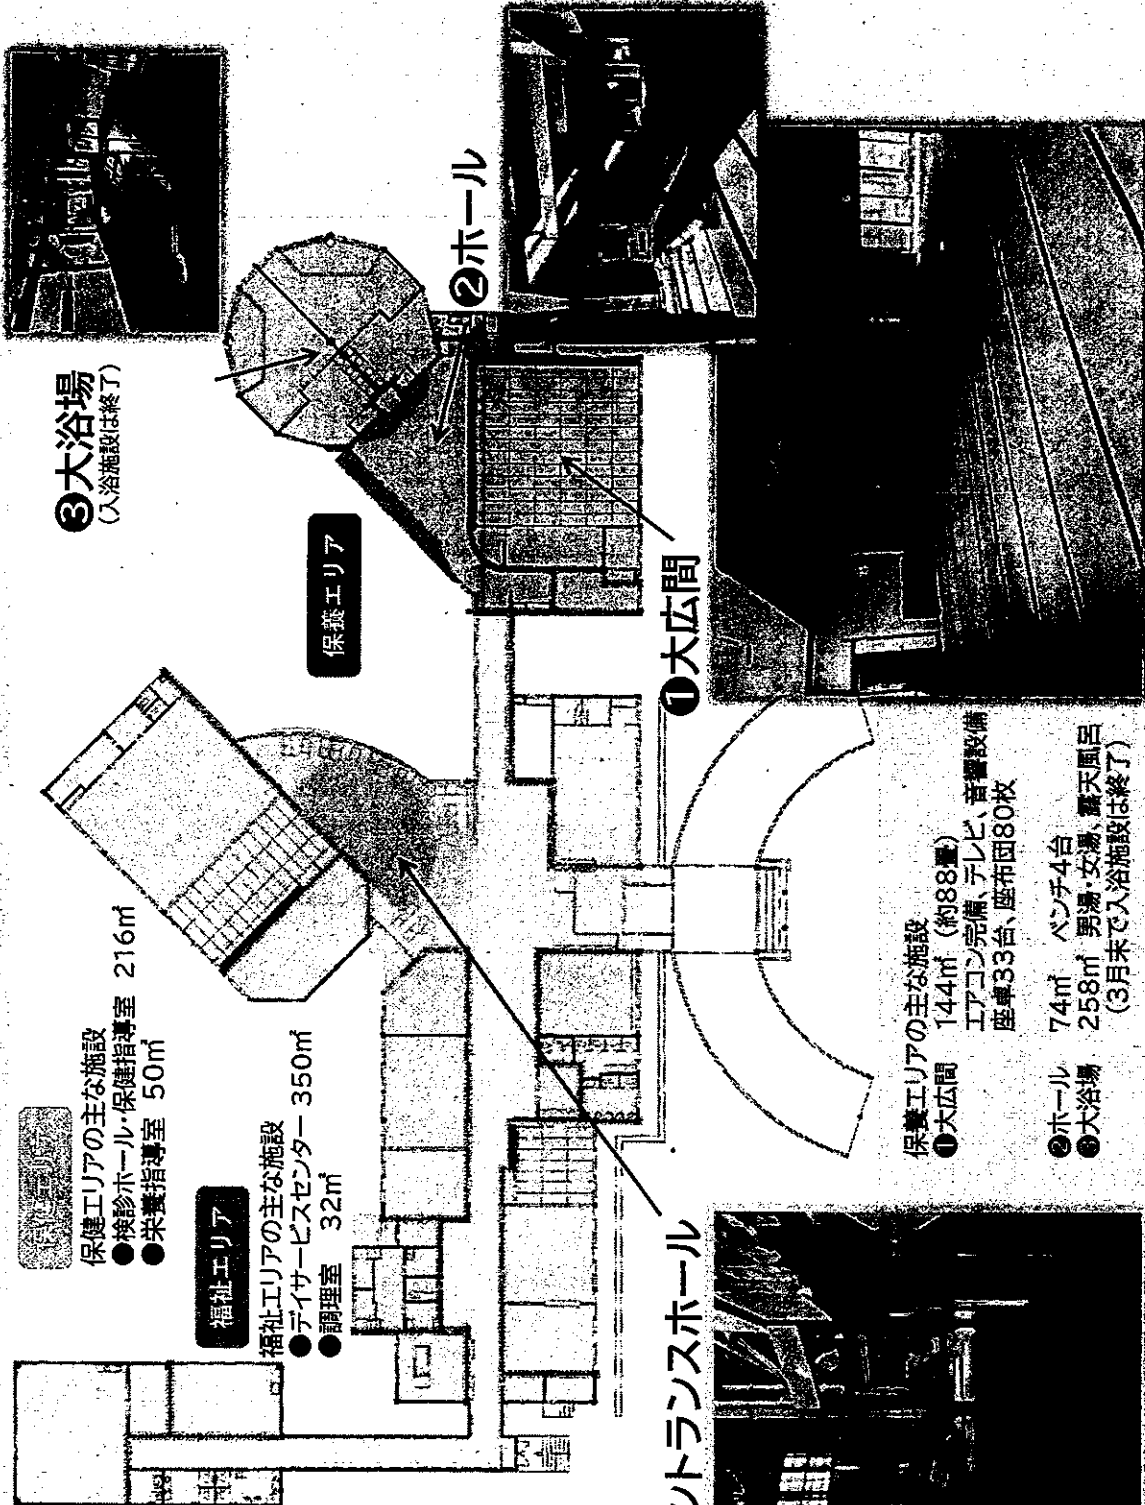 保健エリアの主な施設
●検診ホール・保健指導室 216㎡
●栄養指導室 50㎡
福祉エリア
福祉エリアの主な施設
●デイサービスセンター 350㎡
●調理室 32㎡
ントランスホール
保養エリア
❸大浴場
(入浴施設は終了)
❷ホール
❶大広間
保養エリアの主な施設
❶大広間 144㎡ (約88畳)
エアコン完備、テレビ、音響設備
座卓33台、座布団80枚
❷ホール 74㎡ ベンチ4台
❸大浴場 258㎡ 男湯・女湯、露天風呂
(3月末で入浴施設は終了)